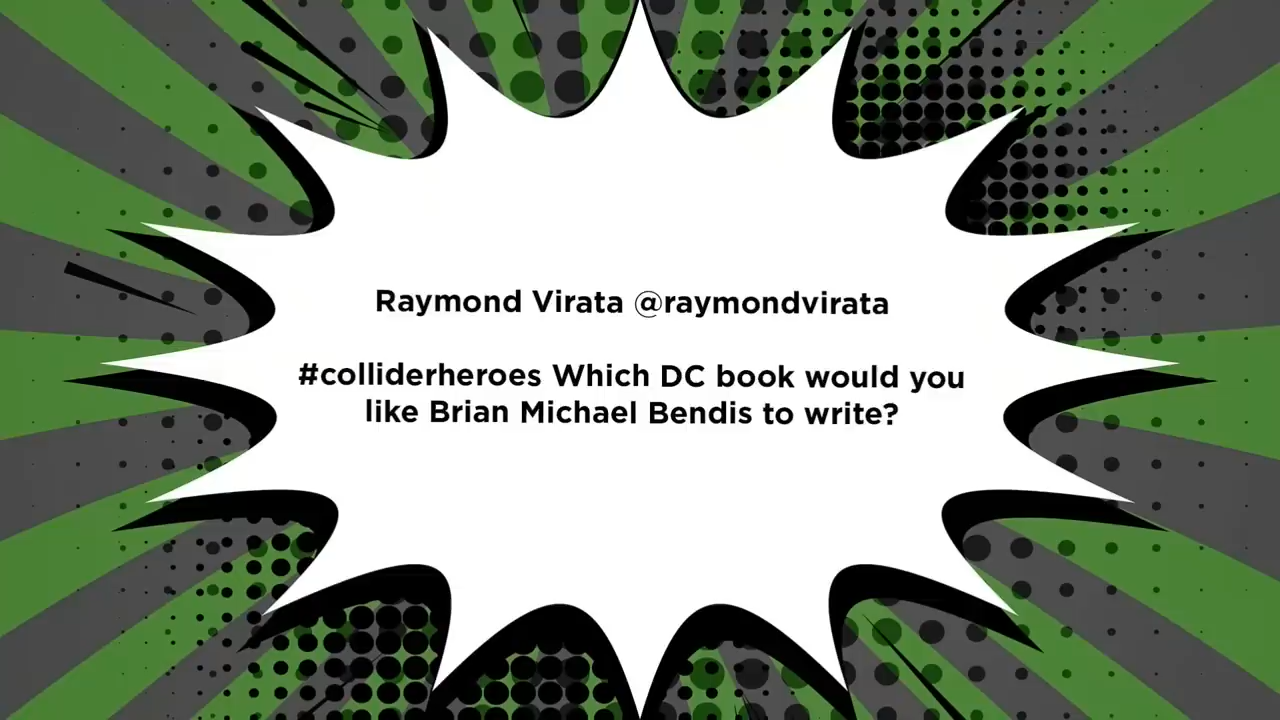 Raymond Virata @raymondvirata
#colliderheroes Which DC book would you
like Brian Michael Bendis to write?